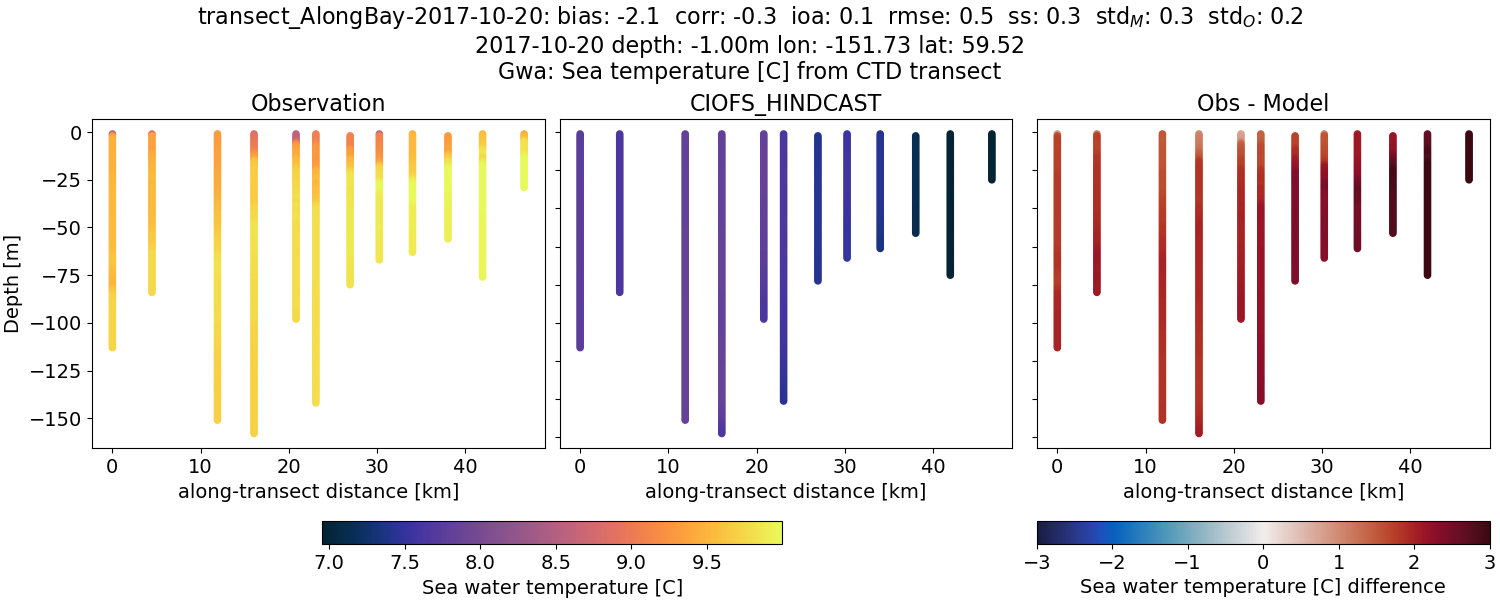 transect_AlongBay-2017-10-20: bias: -2.1  corr: -0.3  ioa: 0.1  rmse: 0.5  ss: 0.3  std_M: 0.3  std_O: 0.2
2017-10-20 depth: -1.00m lon: -151.73 lat: 59.52
Gwa: Sea temperature [C] from CTD transect
Observation
CIOFS_HINDCAST
Obs - Model
Depth [m]
0
−25
−50
−75
−100
−125
−150
0 10 20 30 40
0 10 20 30 40
0 10 20 30 40
along-transect distance [km]
along-transect distance [km]
along-transect distance [km]
7.0 7.5 8.0 8.5 9.0 9.5
Sea water temperature [C]
−3 −2 −1 0 1 2 3
Sea water temperature [C] difference